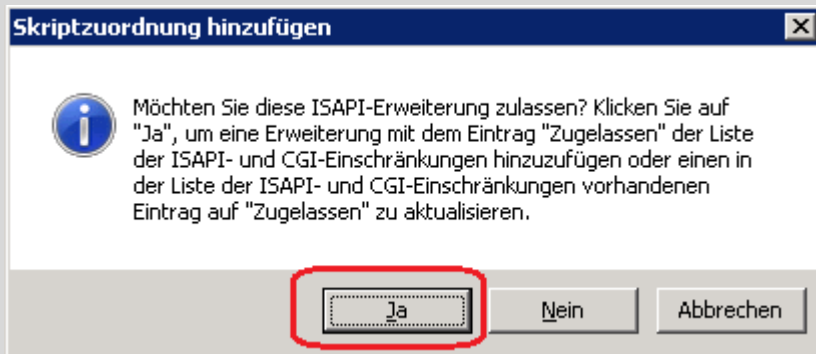 Skriptzuordnung hinzufügen
Möchten Sie diese ISAPI-Erweiterung zulassen? Klicken Sie auf
"Ja", um eine Erweiterung mit dem Eintrag "Zugelassen" der Liste
der ISAPI- und CGI-Einschränkungen hinzuzufügen oder einen in
der Liste der ISAPI- und CGI-Einschränkungen vorhandenen
Eintrag auf "Zugelassen" zu aktualisieren.
Ja Nein Abbrechen